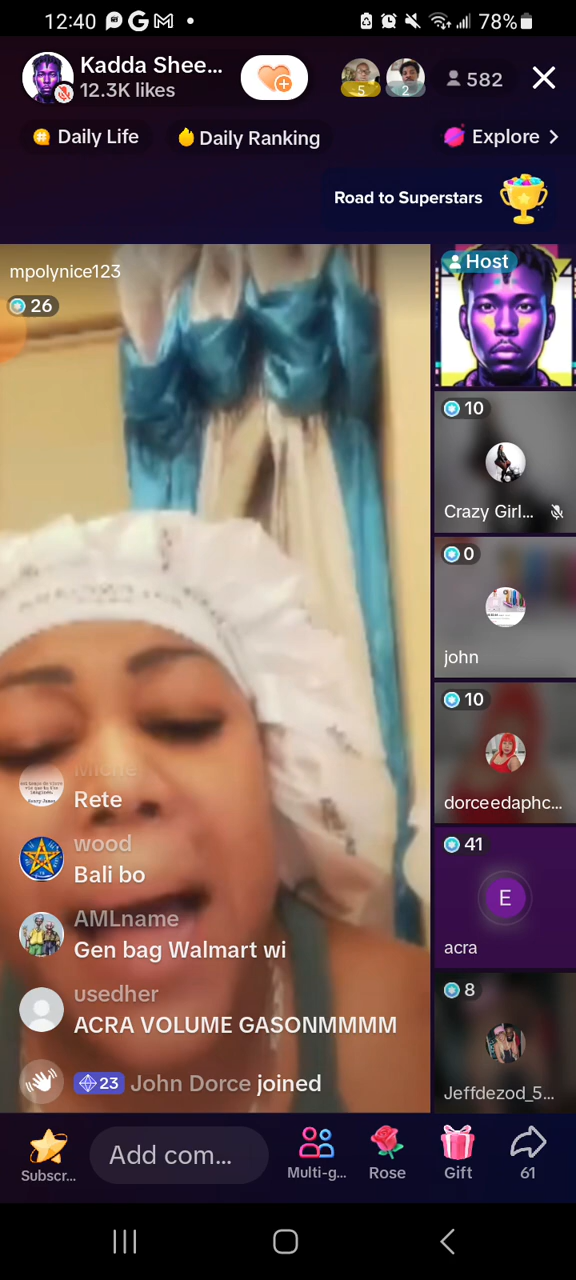 12:40
78%
Kadda Shee...
12.3K likes
5
2
582
Daily Life
Daily Ranking
Explore
Road to Superstars
mpolynice123
26
Host
10
Crazy Girl...
0
john
10
dorceedaphc...
41
E
acra
8
Jeffdezod_5...
Rete
wood
Bali bo
AMLname
Gen bag Walmart wi
usedher
ACRA VOLUME GASONMMMM
23 John Dorce joined
Subscr...
Add com...
Multi-g...
Rose
Gift
61